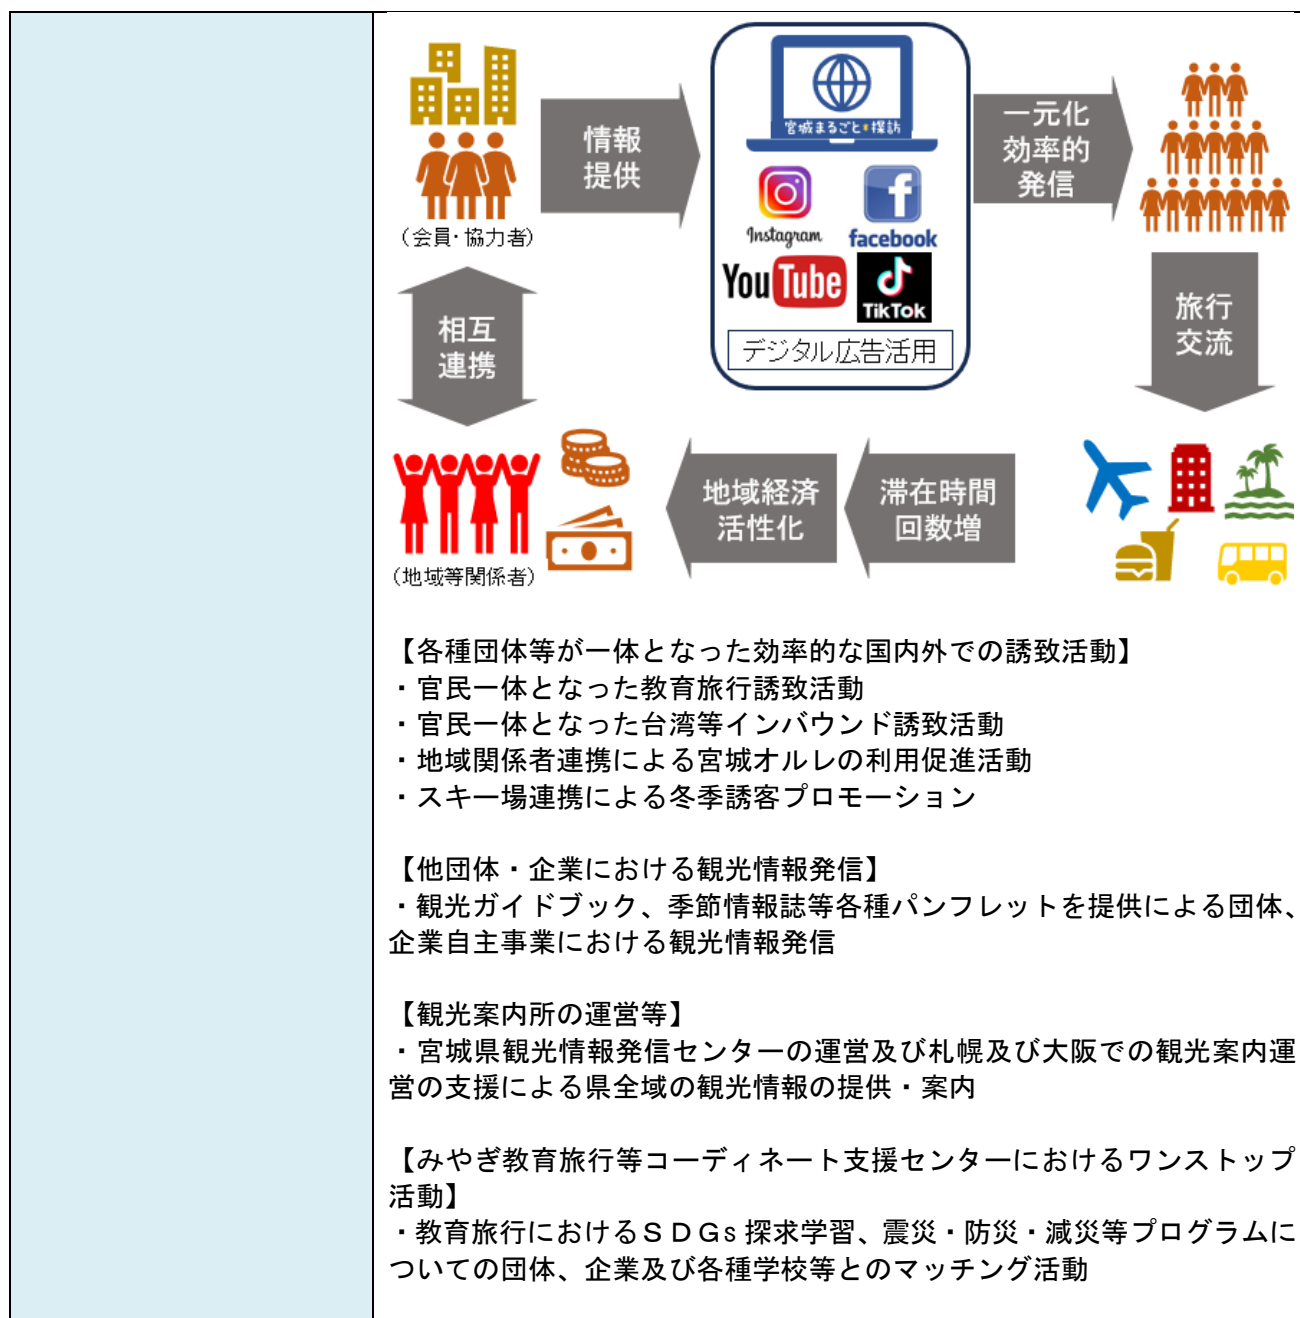 情報
提供
(会員・協力者)
宮城まるごと探訪
Instagram
facebook
YouTube
TikTok
デジタル広告活用
一元化
効率的
発信
旅行
交流
滞在時間
回数増
地域経済
活性化
相互
連携
(地域等関係者)
【各種団体等が一体となった効率的な国内外での誘致活動】
・官民一体となった教育旅行誘致活動
・官民一体となった台湾等インバウンド誘致活動
・地域関係者連携による宮城オルレの利用促進活動
・スキー場連携による冬季誘客プロモーション
【他団体・企業における観光情報発信】
・観光ガイドブック、季節情報誌等各種パンフレットを提供による団体、
企業自主事業における観光情報発信
【観光案内所の運営等】
・宮城県観光情報発信センターの運営及び札幌及び大阪での観光案内運
営の支援による県全域の観光情報の提供・案内
【みやぎ教育旅行等コーディネート支援センターにおけるワンストップ
活動】
・教育旅行におけるＳＤＧs 探求学習、震災・防災・減災等プログラムに
ついての団体、企業及び各種学校等とのマッチング活動